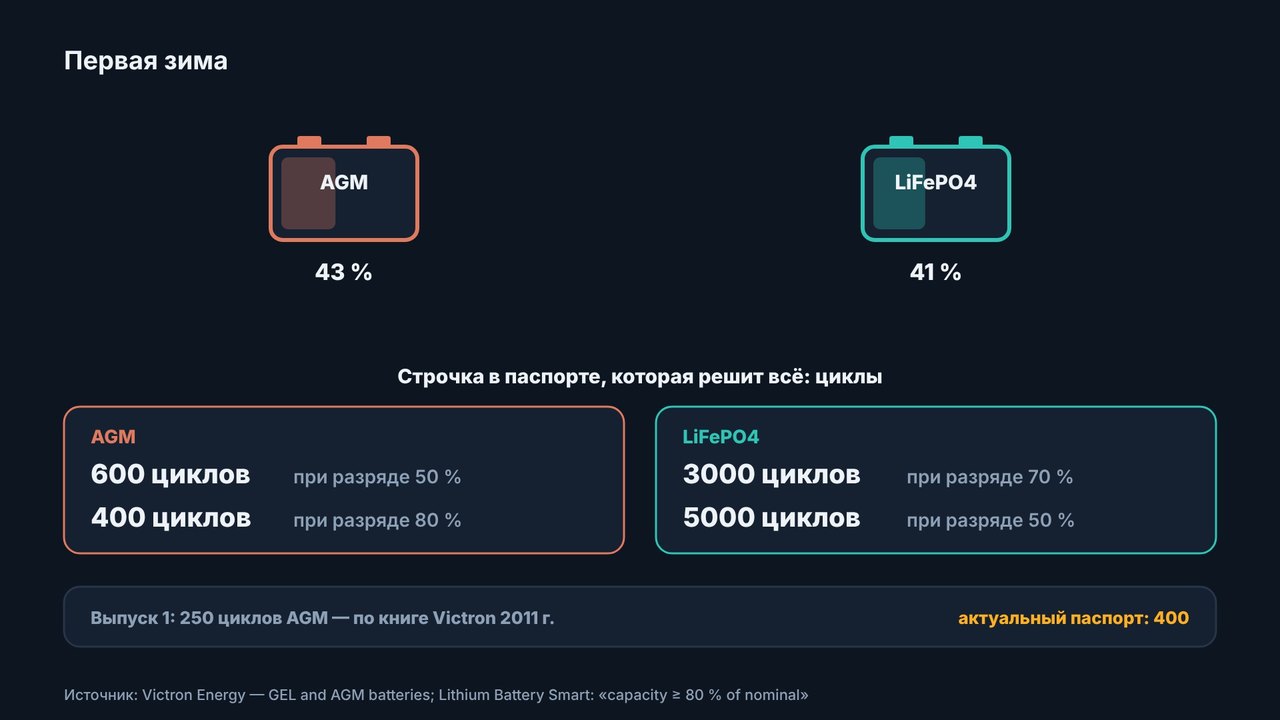 Первая зима
AGM
LiFePO4
43 %
41 %
Строчка в паспорте, которая решит всё: циклы
AGM
600 циклов при разряде 50 %
400 циклов при разряде 80 %
LiFePO4
3000 циклов при разряде 70 %
5000 циклов при разряде 50 %
Выпуск 1: 250 циклов AGM — по книге Victron 2011 г.
актуальный паспорт: 400
Источник: Victron Energy — GEL and AGM batteries; Lithium Battery Smart: «capacity ≥ 80 % of nominal»